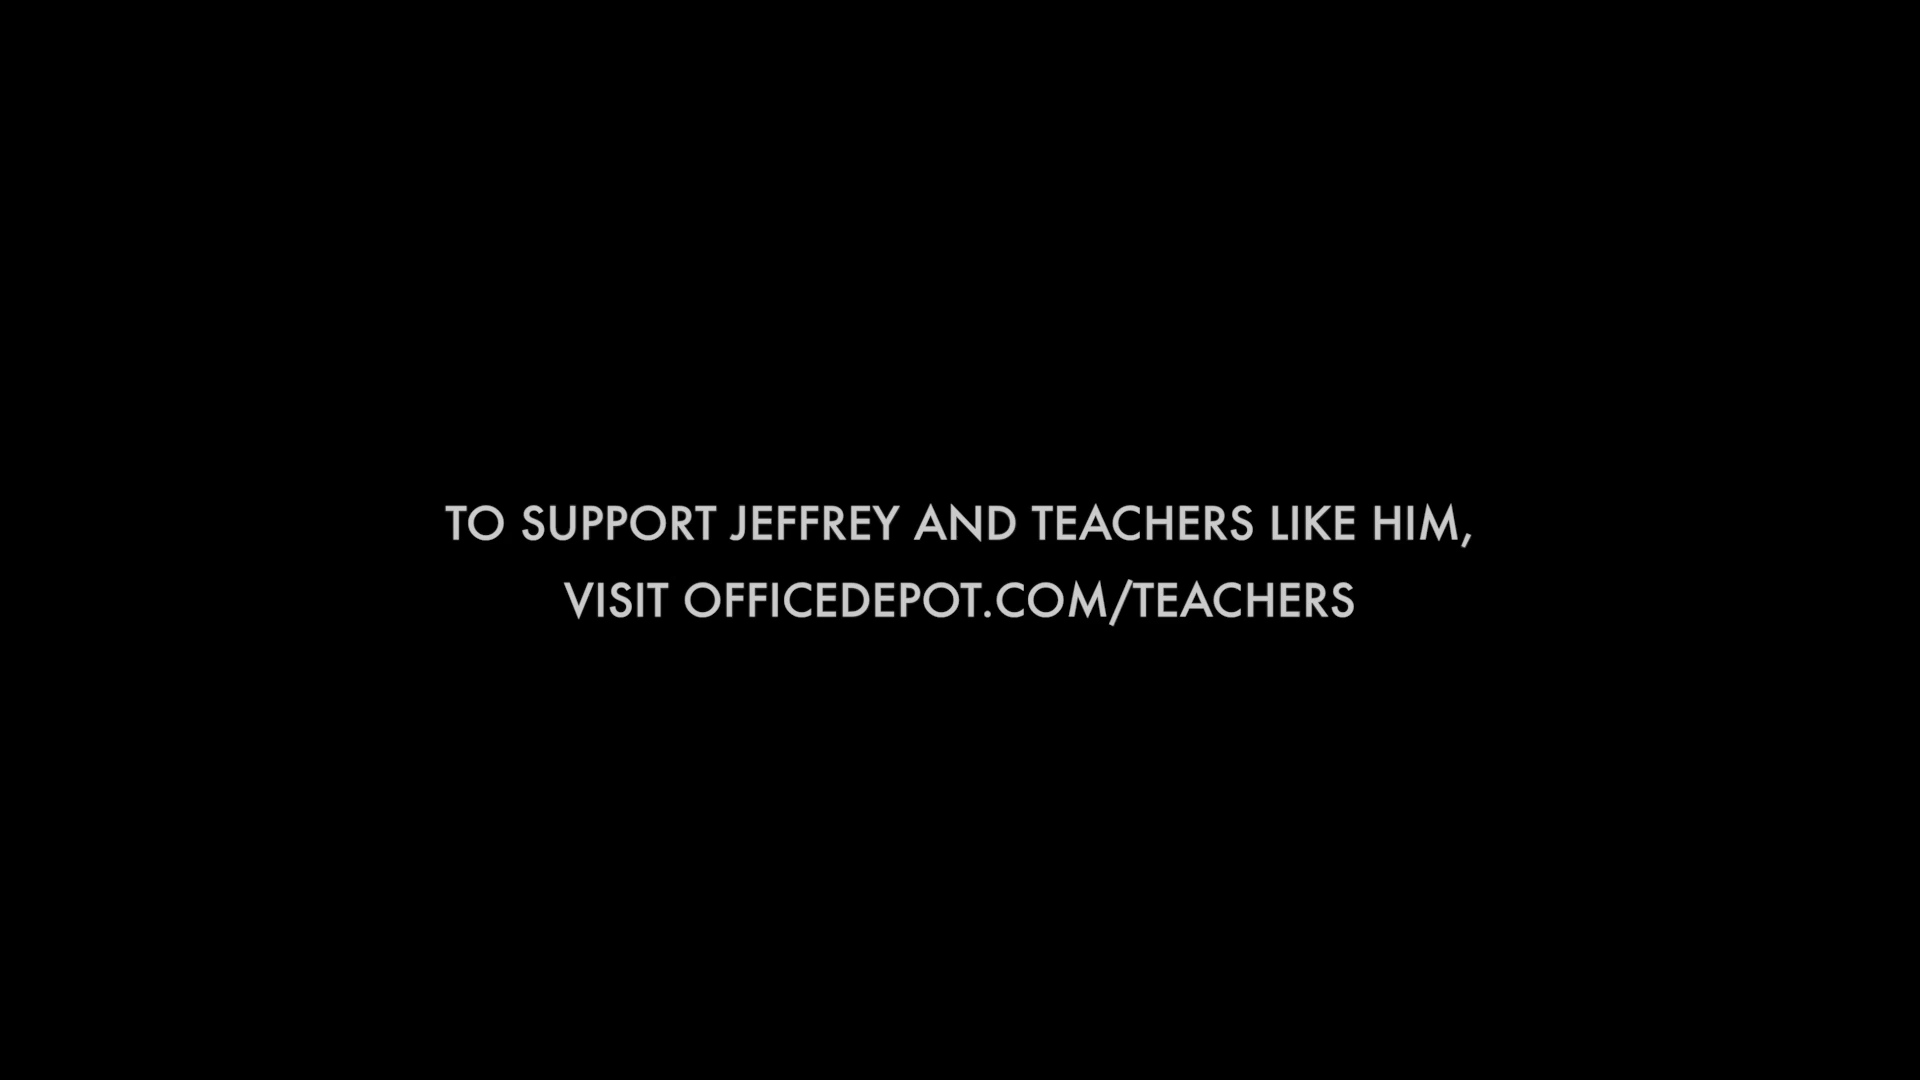 TO SUPPORT JEFFREY AND TEACHERS LIKE HIM,
VISIT OFFICEDEPOT.COM/TEACHERS